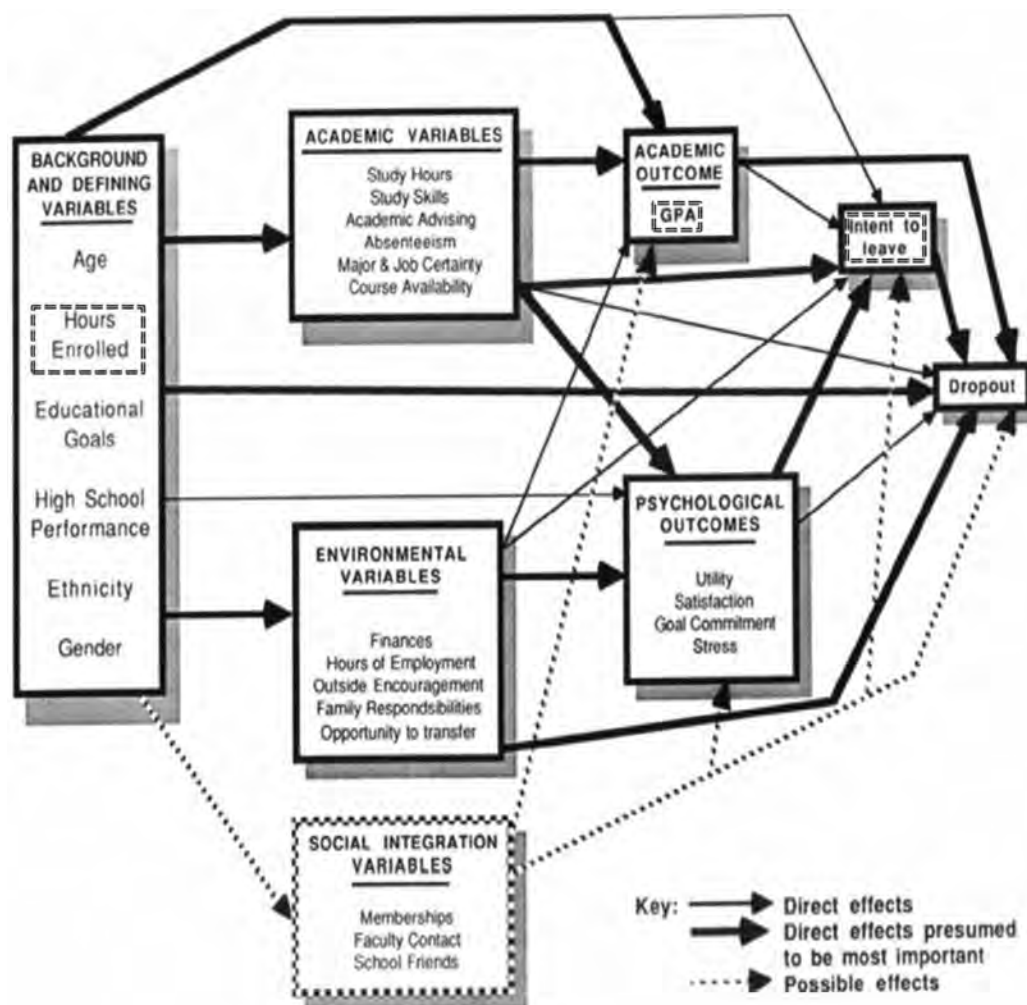 BACKGROUND
AND DEFINING
VARIABLES
Age
Hours
Enrolled
Educational
Goals
High School
Performance
Ethnicity
Gender
ACADEMIC VARIABLES
Study Hours
Study Skills
Academic Advising
Absenteeism
Major & Job Certainty
Course Availability
ACADEMIC
OUTCOME
GPA
Intent to
leave
Dropout
ENVIRONMENTAL
VARIABLES
Finances
Hours of Employment
Outside Encouragement
Family Respondsibilities
Opportunity to transfer
PSYCHOLOGICAL
OUTCOMES
Utility
Satisfaction
Goal Commitment
Stress
SOCIAL INTEGRATION
VARIABLES
Memberships
Faculty Contact
School Friends
Key:
Direct effects
Direct effects presumed
to be most important
Possible effects